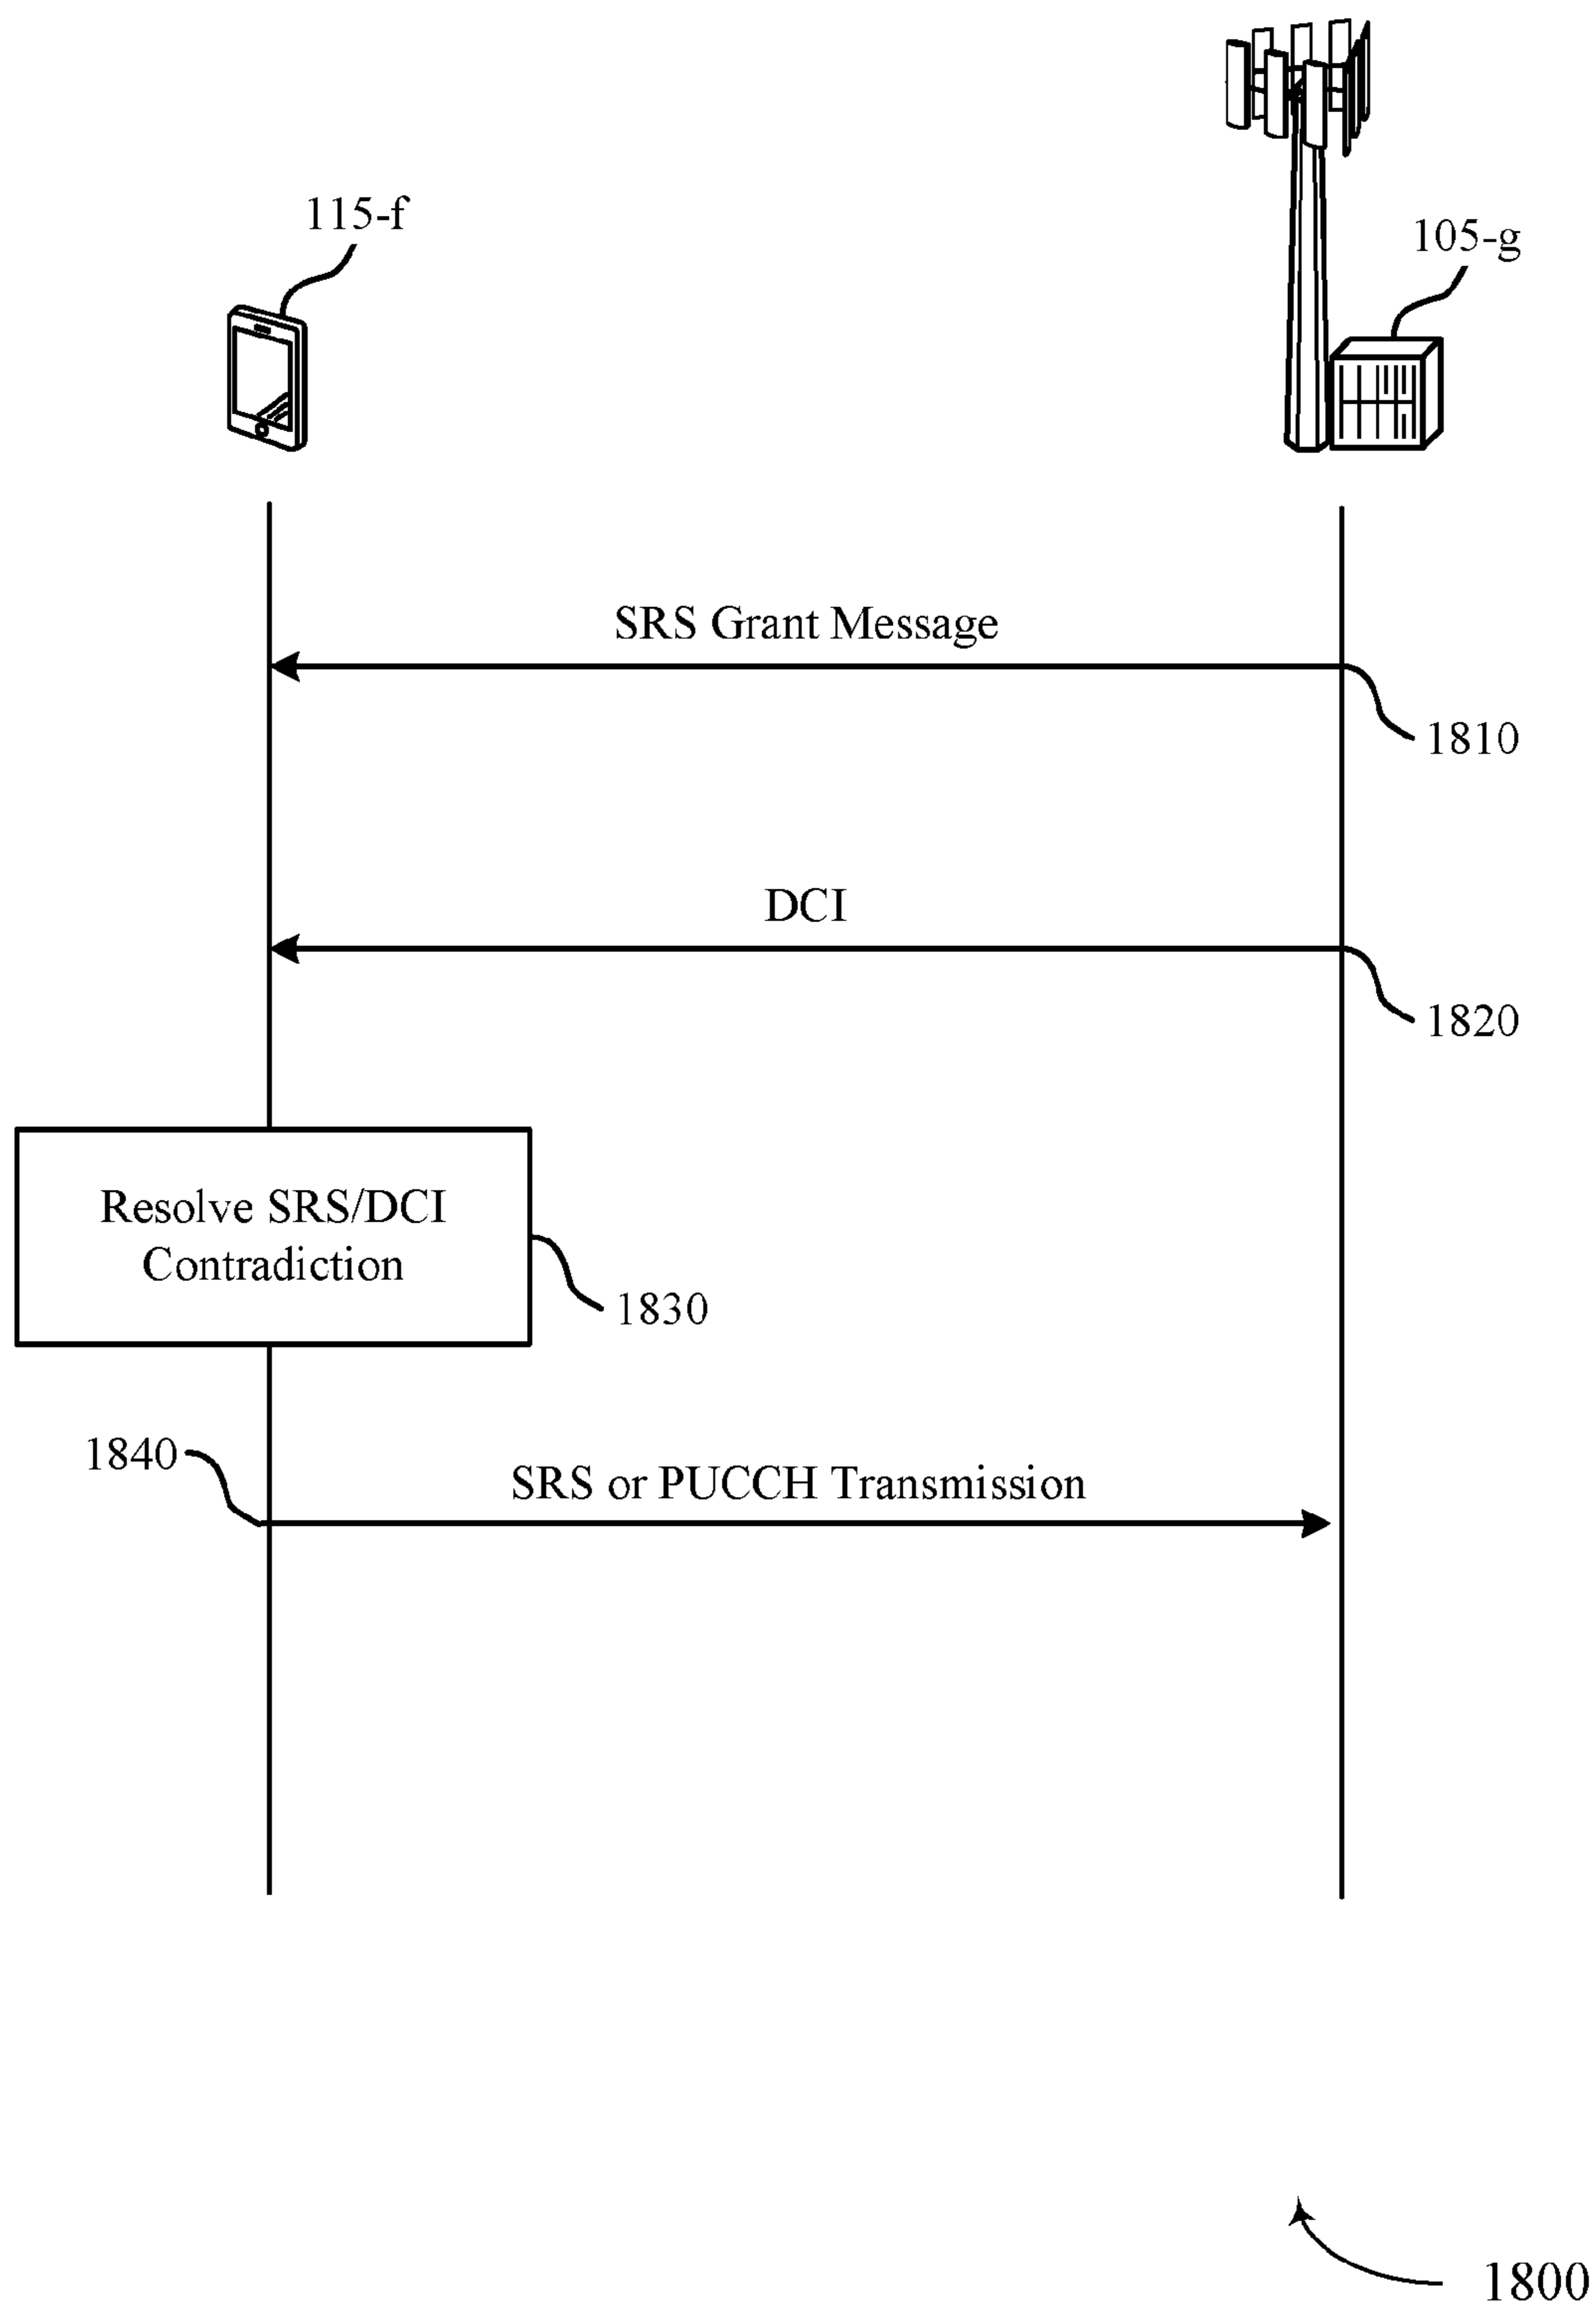 115-f
105-g
SRS Grant Message
1810
DCI
1820
Resolve SRS/DCI
Contradiction
1830
1840
SRS or PUCCH Transmission
1800